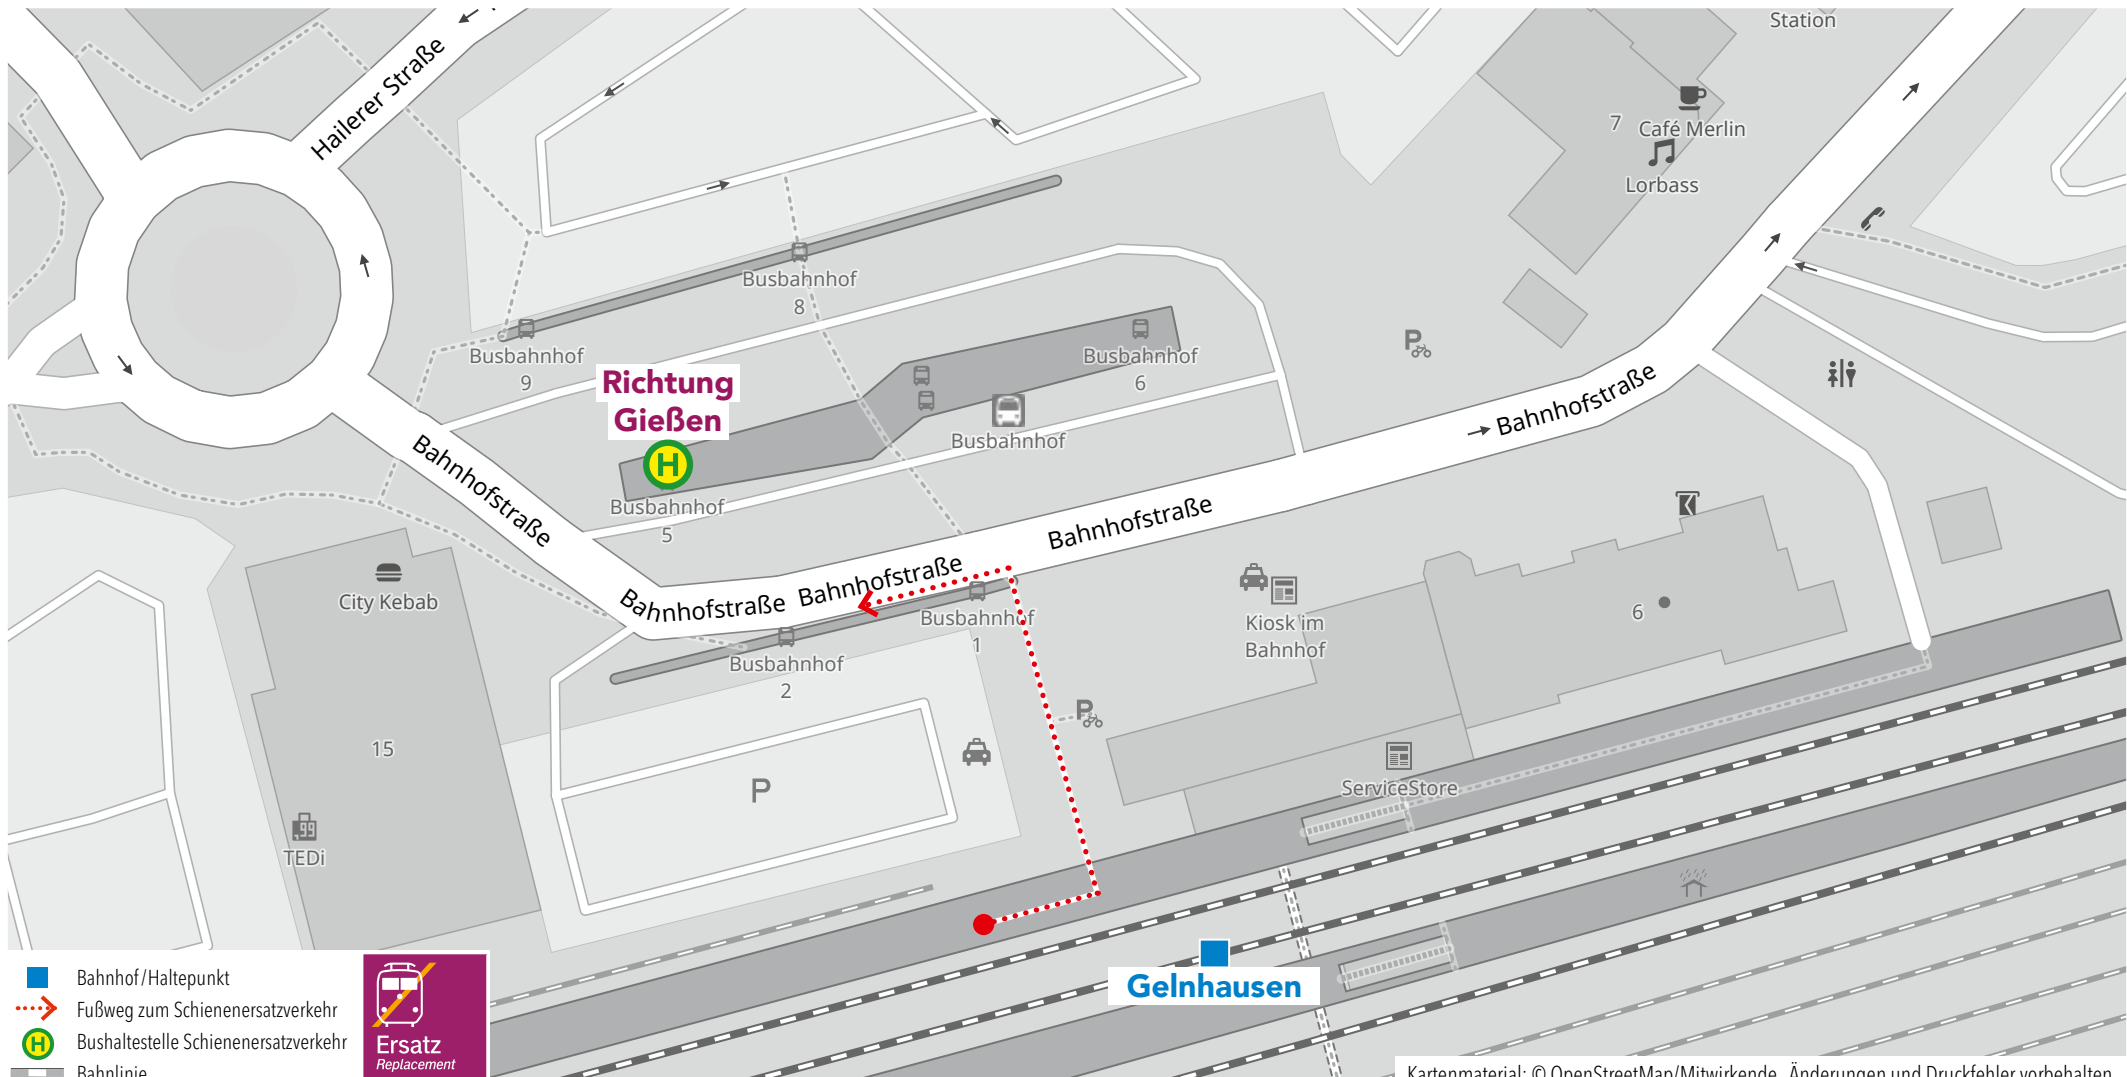 Station
Hailerer Straße
7
Café Merlin
Lorbass
Busbahnhof
8
Busbahnhof
9
Busbahnhof
6
Richtung
Gießen
H
Busbahnhof
Busbahnhof
5
Bahnhofstraße
Bahnhofstraße
Bahnhofstraße
Bahnhofstraße
Bahnhofstraße
P
City Kebab
Busbahnhof
1
Busbahnhof
2
Kiosk im
Bahnhof
6
P
15
P
ServiceStore
TEDi
Gelnhausen
Bahnhof/Haltepunkt
Fußweg zum Schienenersatzverkehr
H
Bushaltestelle Schienenersatzverkehr
Bahnlinie
Ersatz
Replacement
Kartenmaterial: © OpenStreetMap/Mitwirkende, Änderungen und Druckfehler vorbehalten